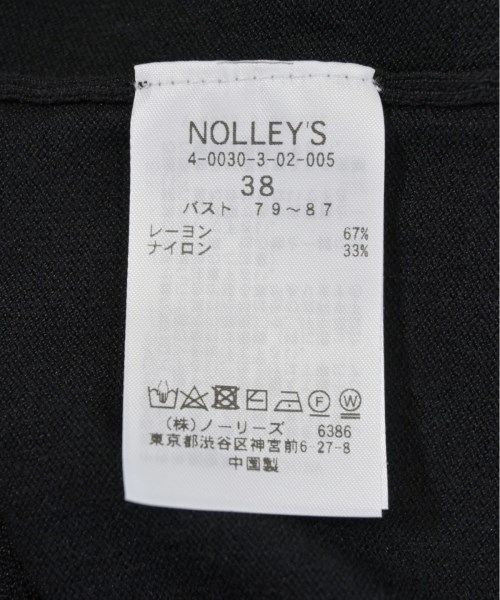 NOLLEY'S
4-0030-3-02-005
38
バスト 79～87
レーヨン 67%
ナイロン 33%
F W
(株)ノーリーズ 6386
東京都渋谷区神宮前6-27-8
中国製